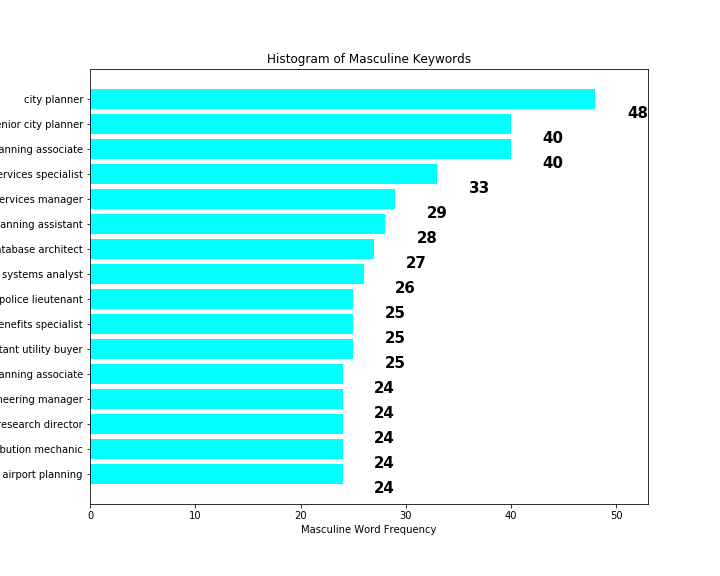 Histogram of Masculine Keywords
city planner
48
enior city planner
40
anning associate
40
ervices specialist
33
ervices manager
29
anning assistant
28
atabase architect
27
systems analyst
26
police lieutenant
25
enefits specialist
25
tant utility buyer
25
anning associate
24
neering manager
24
research director
24
bution mechanic
24
airport planning
24
0 10 20 30 40 50
Masculine Word Frequency